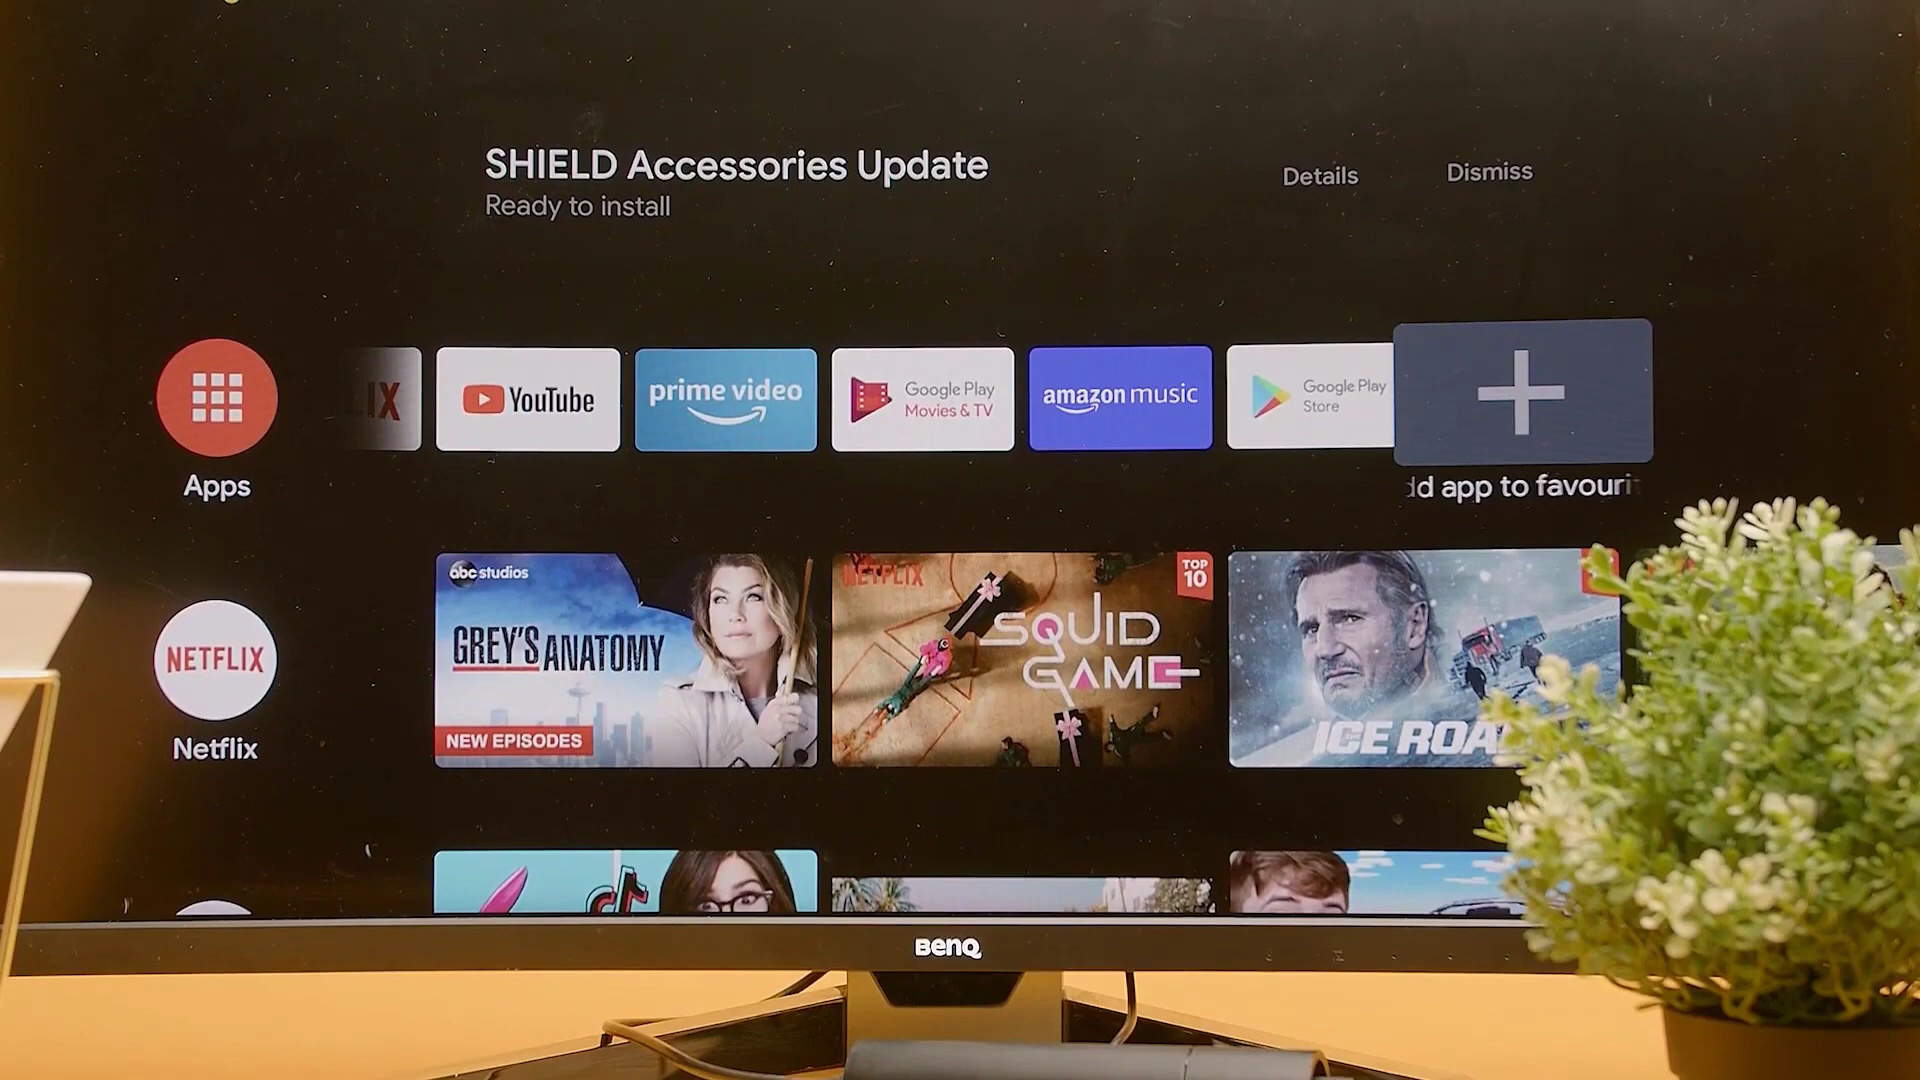 SHIELD Accessories Update
Ready to install
Details
Dismiss
IX
YouTube
prime video
Google Play
Movies & TV
amazon music
Google Play
Store
dd app to favouri
Apps
abc studios
GREY'S ANATOMY
NEW EPISODES
NETFLIX
TOP
10
SQUID
GAME
ICE ROA
NETFLIX
Netflix
BenQ